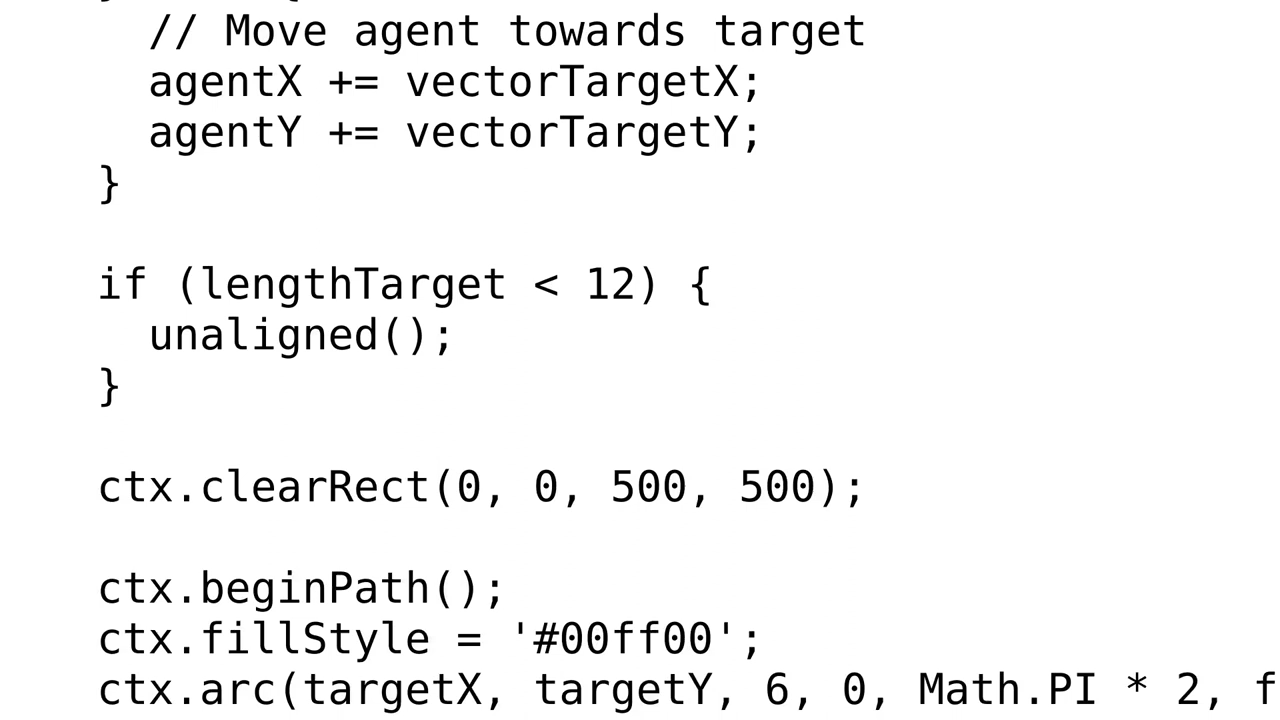 // Move agent towards target
agentX += vectorTargetX;
agentY += vectorTargetY;
}
if (lengthTarget < 12) {
unaligned();
}
ctx.clearRect(0, 0, 500, 500);
ctx.beginPath();
ctx.fillStyle = '#00ff00';
ctx.arc(targetX, targetY, 6, 0, Math.PI * 2, f